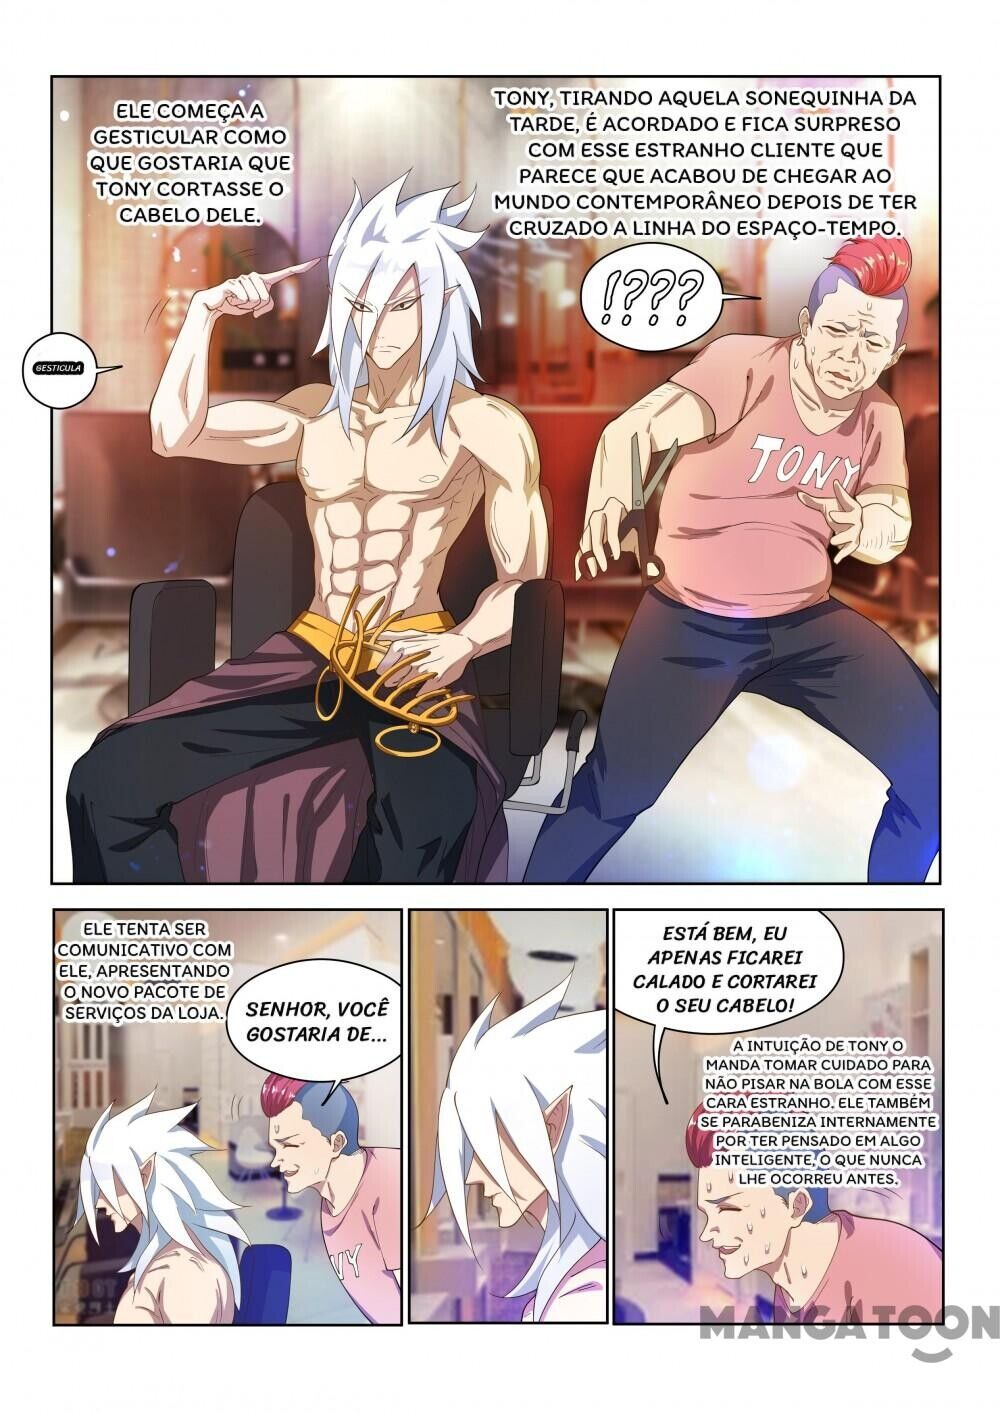 ELE COMEÇA A
GESTICULAR COMO
QUE GOSTARIA QUE
TONY CORTASSE O
CABELO DELE.
TONY, TIRANDO AQUELA SONEQUINHA DA
TARDE, É ACORDADO E FICA SURPRESO
COM ESSE ESTRANHO CLIENTE QUE
PARECE QUE ACABOU DE CHEGAR AO
MUNDO CONTEMPORÂNEO DEPOIS DE TER
CRUZADO A LINHA DO ESPAÇO-TEMPO.
!???
GESTICULA
TONY
ELE TENTA SER
COMUNICATIVO COM
ELE, APRESENTANDO
O NOVO PACOTE DE
SERVIÇOS DA LOJA.
SENHOR, VOCÊ
GOSTARIA DE...
NY
ESTÁ BEM, EU
APENAS FICAREI
CALADO E CORTAREI
O SEU CABELO!
A INTUIÇÃO DE TONY O
MANDA TOMAR CUIDADO PARA
NÃO PISAR NA BOLA COM ESSE
CARA ESTRANHO. ELE TAMBÉM
SE PARABENIZA INTERNAMENTE
POR TER PENSADO EM ALGO
INTELIGENTE, O QUE NUNCA
LHE OCORREU ANTES.
MANGATOON